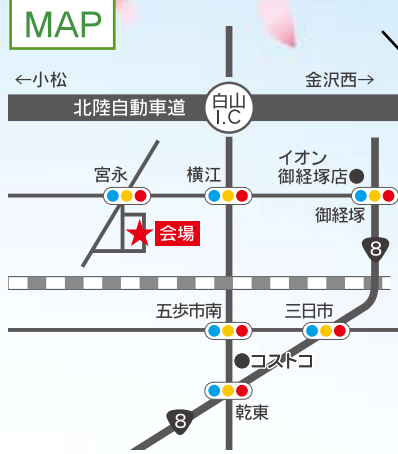 MAP
←小松
金沢西→
北陸自動車道
白山
I.C
宮永
横江
イオン
御経塚店
御経塚
会場
8
五歩市南
三日市
コストコ
乾東
8